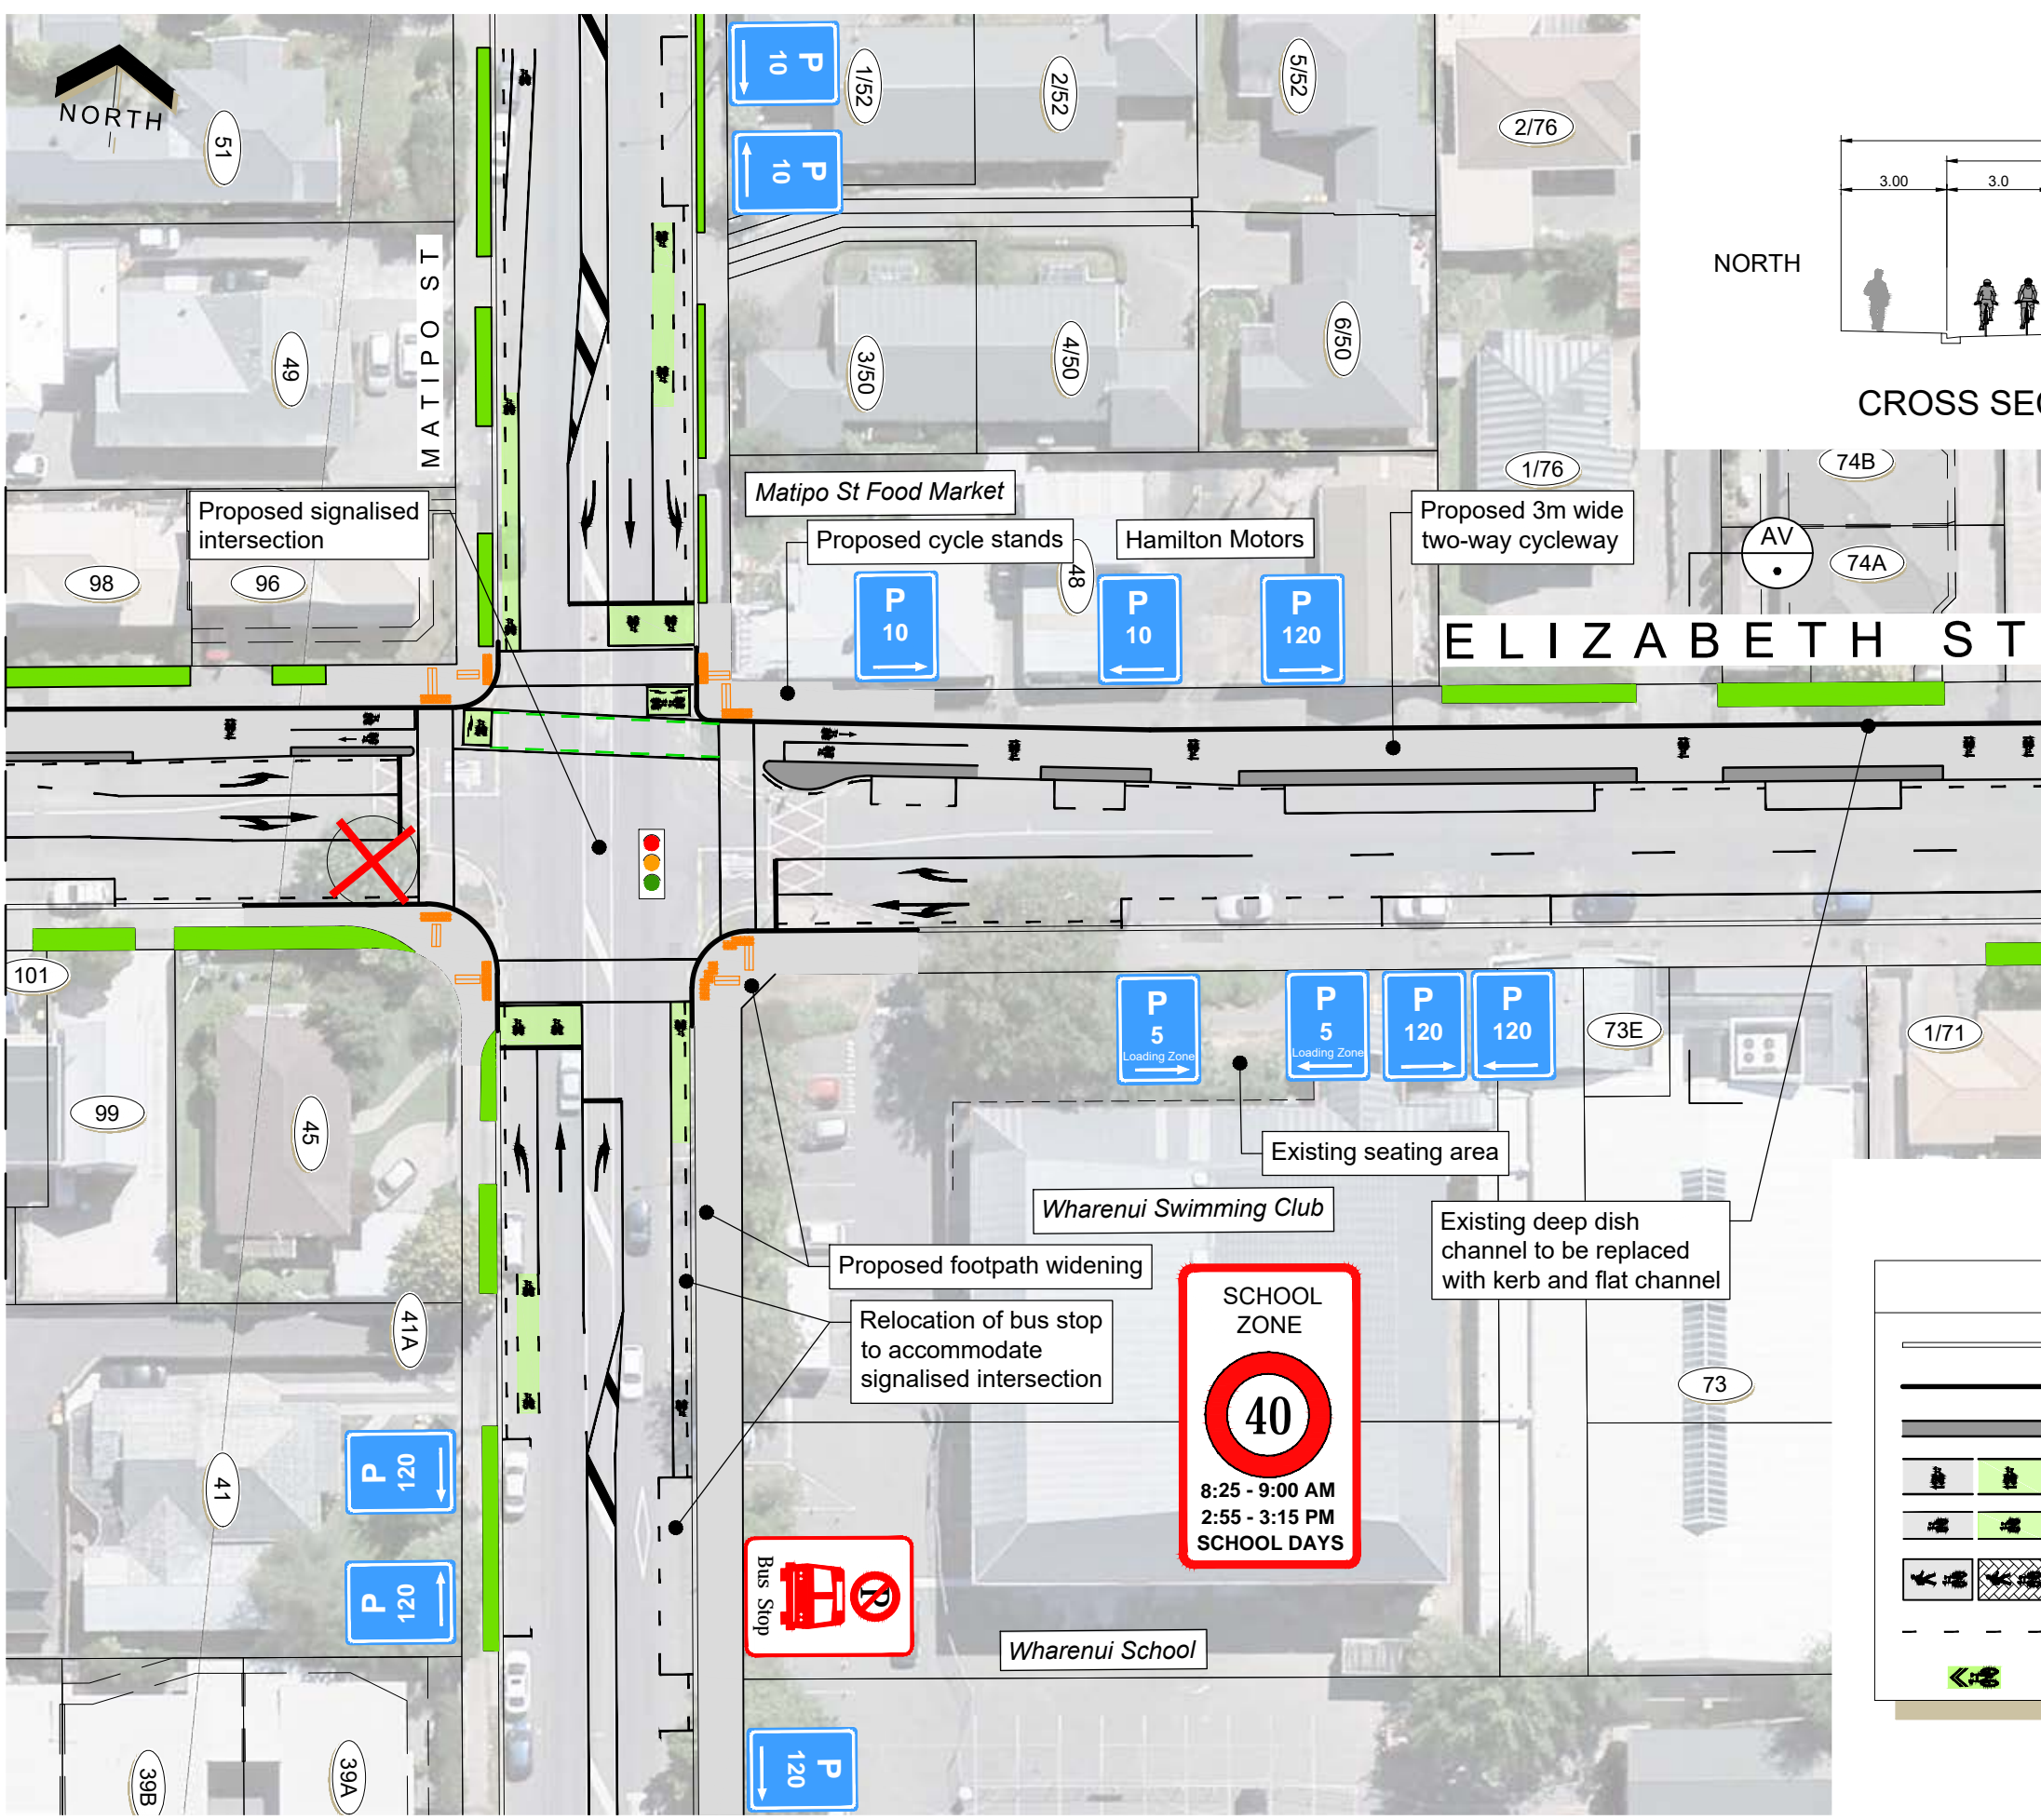 NORTH
51
49
MATIPO ST
P
10
P
10
1/52
2/52
5/52
2/76
3.00
3.0
NORTH
CROSS SEC
3/50
4/50
6/50
1/76
74B
74A
AV
Matipo St Food Market
Proposed signalised
intersection
Proposed cycle stands
48
Hamilton Motors
Proposed 3m wide
two-way cycleway
98
96
P
10
P
10
P
120
ELIZABETH ST
101
99
45
P
5
Loading Zone
P
5
Loading Zone
P
120
P
120
73E
1/71
Existing seating area
Wharenui Swimming Club
Existing deep dish
channel to be replaced
with kerb and flat channel
Proposed footpath widening
Relocation of bus stop
to accommodate
signalised intersection
SCHOOL
ZONE
40
8:25 - 9:00 AM
2:55 - 3:15 PM
SCHOOL DAYS
73
41A
41
P
120
P
120
P
Bus Stop
Wharenui School
P
120
39B
39A